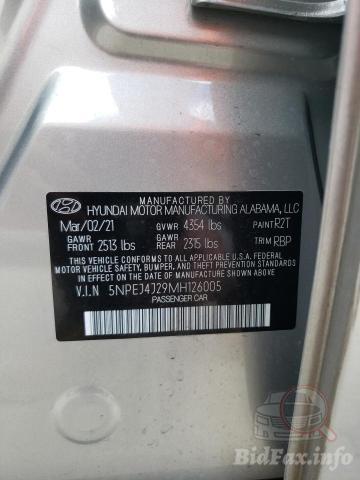 MANUFACTURED BY
HYUNDAI MOTOR MANUFACTURING ALABAMA, LLC
Mar/02/21 GVWR 4354 lbs PAINT R2T
GAWR FRONT 2513 lbs GAWR REAR 2315 lbs TRIM RBP
THIS VEHICLE CONFORMS TO ALL APPLICABLE U.S. FEDERAL MOTOR
VEHICLE SAFETY, BUMPER, AND THEFT PREVENTION STANDARDS IN
EFFECT ON THE DATE OF MANUFACTURE SHOWN ABOVE.
V.I.N 5NPEJ4J29MH126005
PASSENGER CAR
BidFax.info